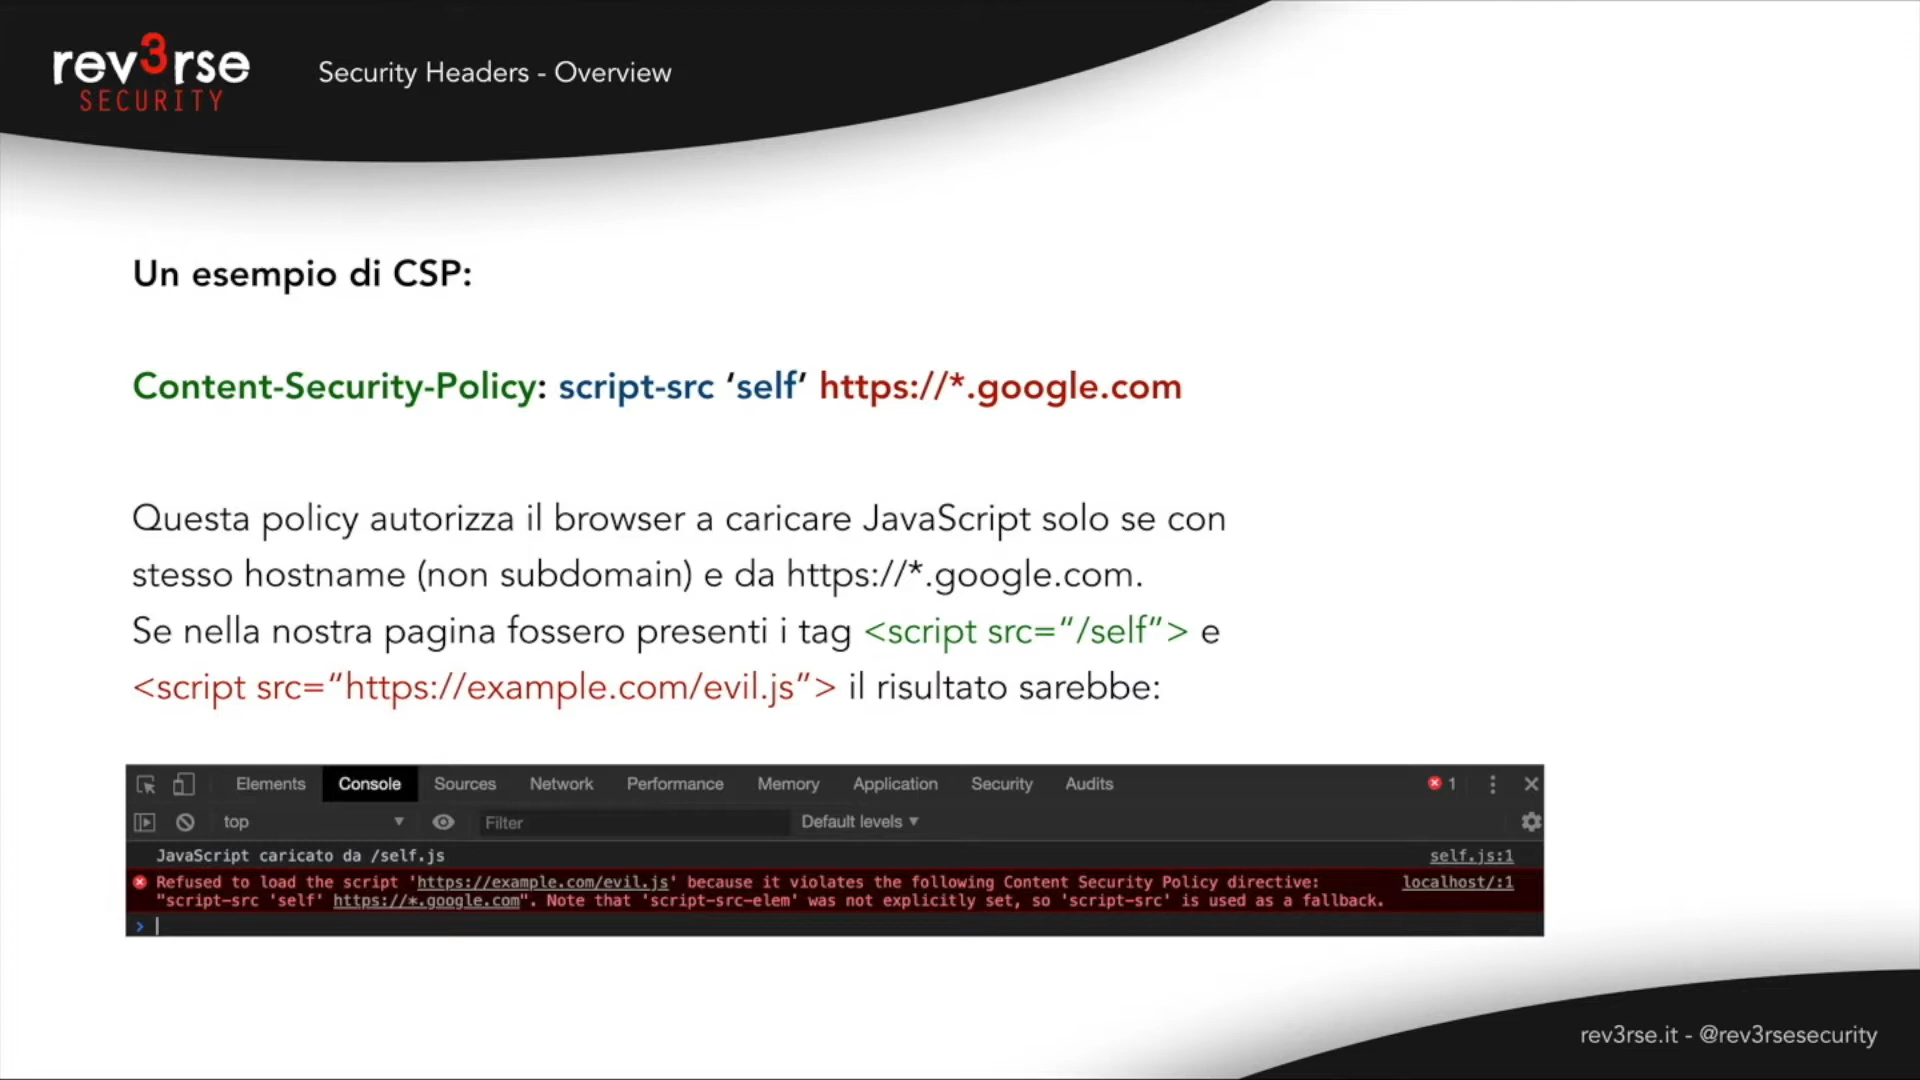 rev3rse
SECURITY
Security Headers - Overview
Un esempio di CSP:
Content-Security-Policy: script-src ‘self’ https://*.google.com
Questa policy autorizza il browser a caricare JavaScript solo se con
stesso hostname (non subdomain) e da https://*.google.com.
Se nella nostra pagina fossero presenti i tag <script src=“/self”> e
<script src=“https://example.com/evil.js”> il risultato sarebbe:
Elements Console Sources Network Performance Memory Application Security Audits 1
top Filter Default levels
JavaScript caricato da /self.js self.js:1
Refused to load the script 'https://example.com/evil.js' because it violates the following Content Security Policy directive: localhost/:1
"script-src 'self' https://*.google.com". Note that 'script-src-elem' was not explicitly set, so 'script-src' is used as a fallback.
rev3rse.it - @rev3rsesecurity